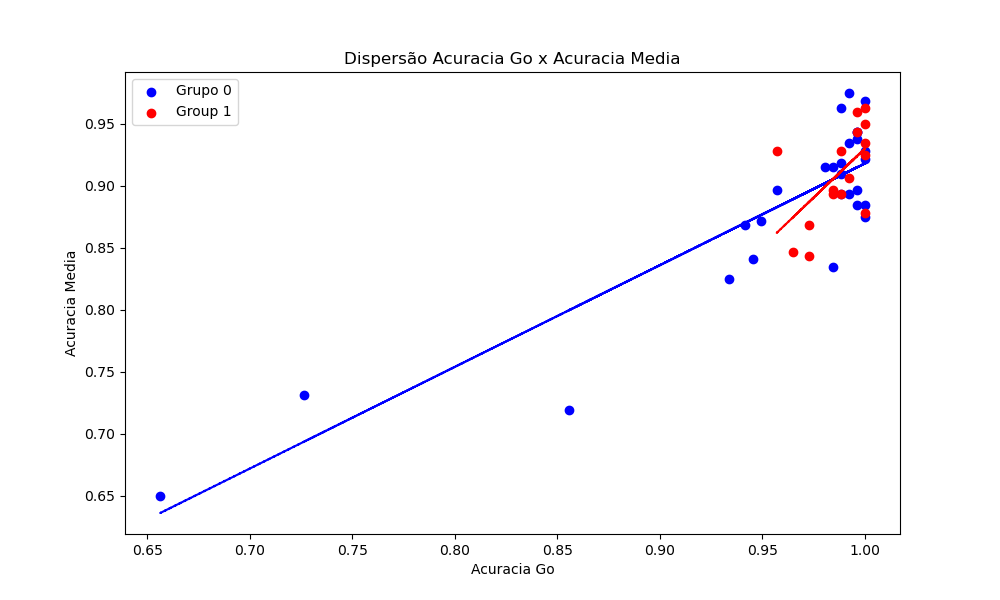 Dispersão Acuracia Go x Acuracia Media
Grupo 0
Group 1
0.95
0.90
0.85
0.80
0.75
0.70
0.65
Acuracia Media
0.65 0.70 0.75 0.80 0.85 0.90 0.95 1.00
Acuracia Go